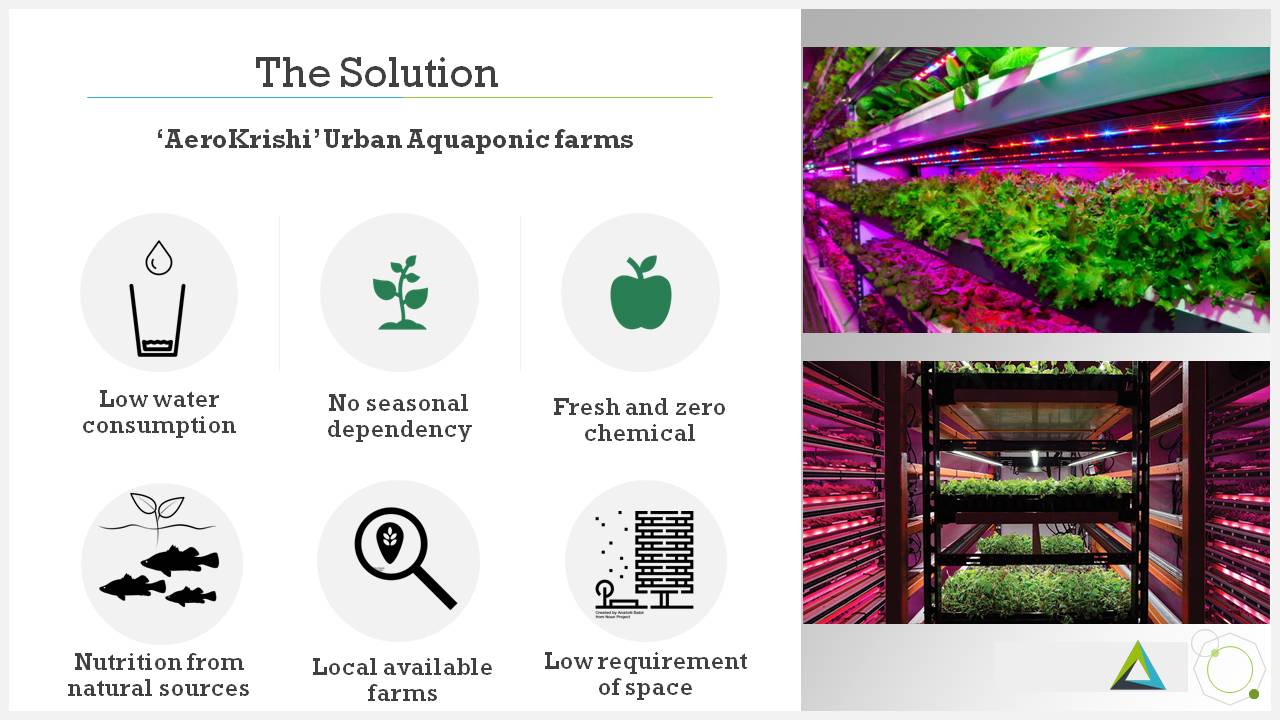 The Solution
‘AeroKrishi’ Urban Aquaponic farms
Low water
consumption
No seasonal
dependency
Fresh and zero
chemical
Created by Anatolii Babii
from Noun Project
Nutrition from
natural sources
Local available
farms
Low requirement
of space